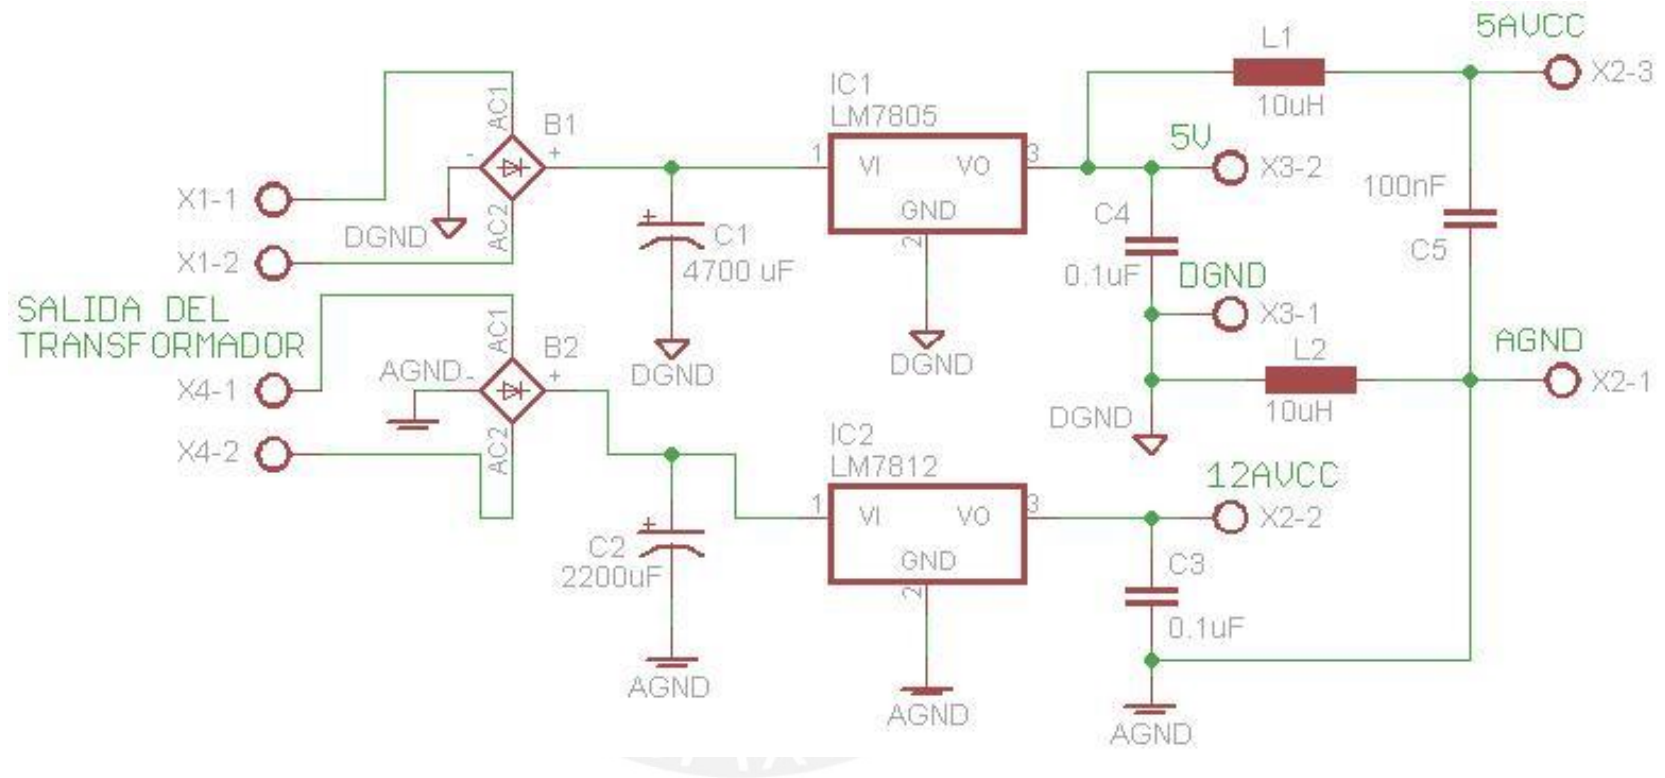 5AVCC
L1
X2-3
10uH
IC1
LM7805
AC1
B1
-
+
1
VI
VO
3
5V
X3-2
X1-1
100nF
GND
C4
DGND
AC2
2
+
C1
C5
X1-2
4700 uF
0.1uF
DGND
SALIDA DEL
TRANSFORMADOR
AC1
X3-1
B2
DGND
DGND
L2
AGND
AGND
-
+
X4-1
X2-1
10uH
DGND
IC2
X4-2
AC2
LM7812
12AVCC
1
VI
VO
3
X2-2
+
C2
2200uF
GND
C3
2
0.1uF
AGND
AGND
AGND